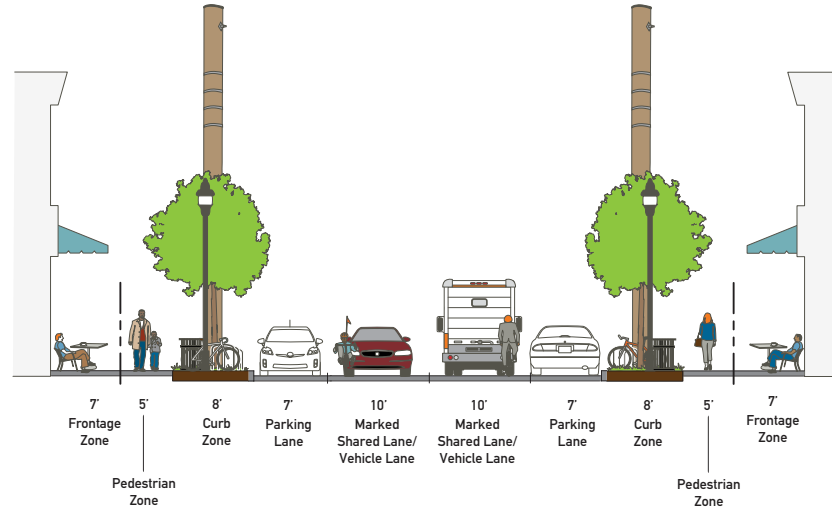 7’
Frontage
Zone
5’
Pedestrian
Zone
8’
Curb
Zone
7’
Parking
Lane
10’
Marked
Shared Lane/
Vehicle Lane
10’
Marked
Shared Lane/
Vehicle Lane
7’
Parking
Lane
8’
Curb
Zone
5’
Pedestrian
Zone
7’
Frontage
Zone